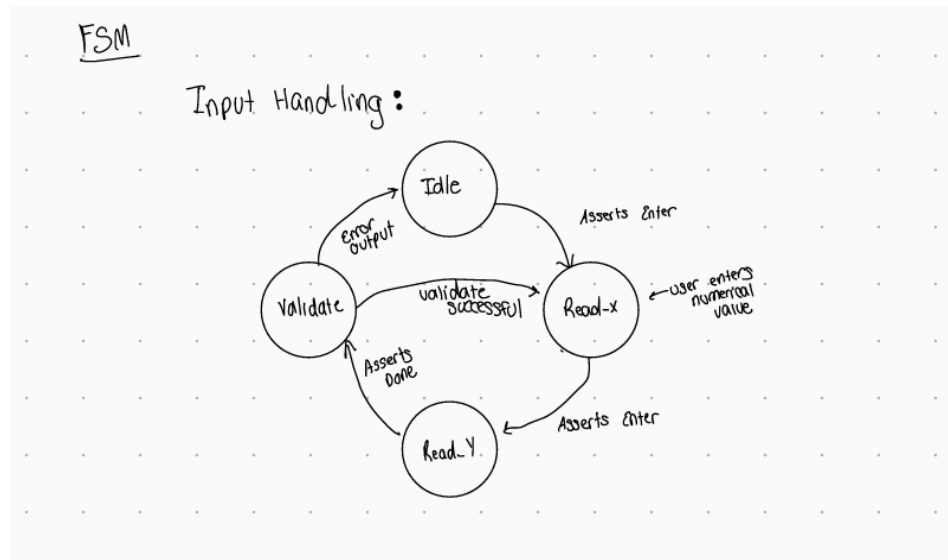 FSM
Input Handling:
Idle
Asserts Enter
Error
Output
Validate
validate
successful
Read_x
←user enters
numerical
value
Asserts
Done
Asserts Enter
Read_Y